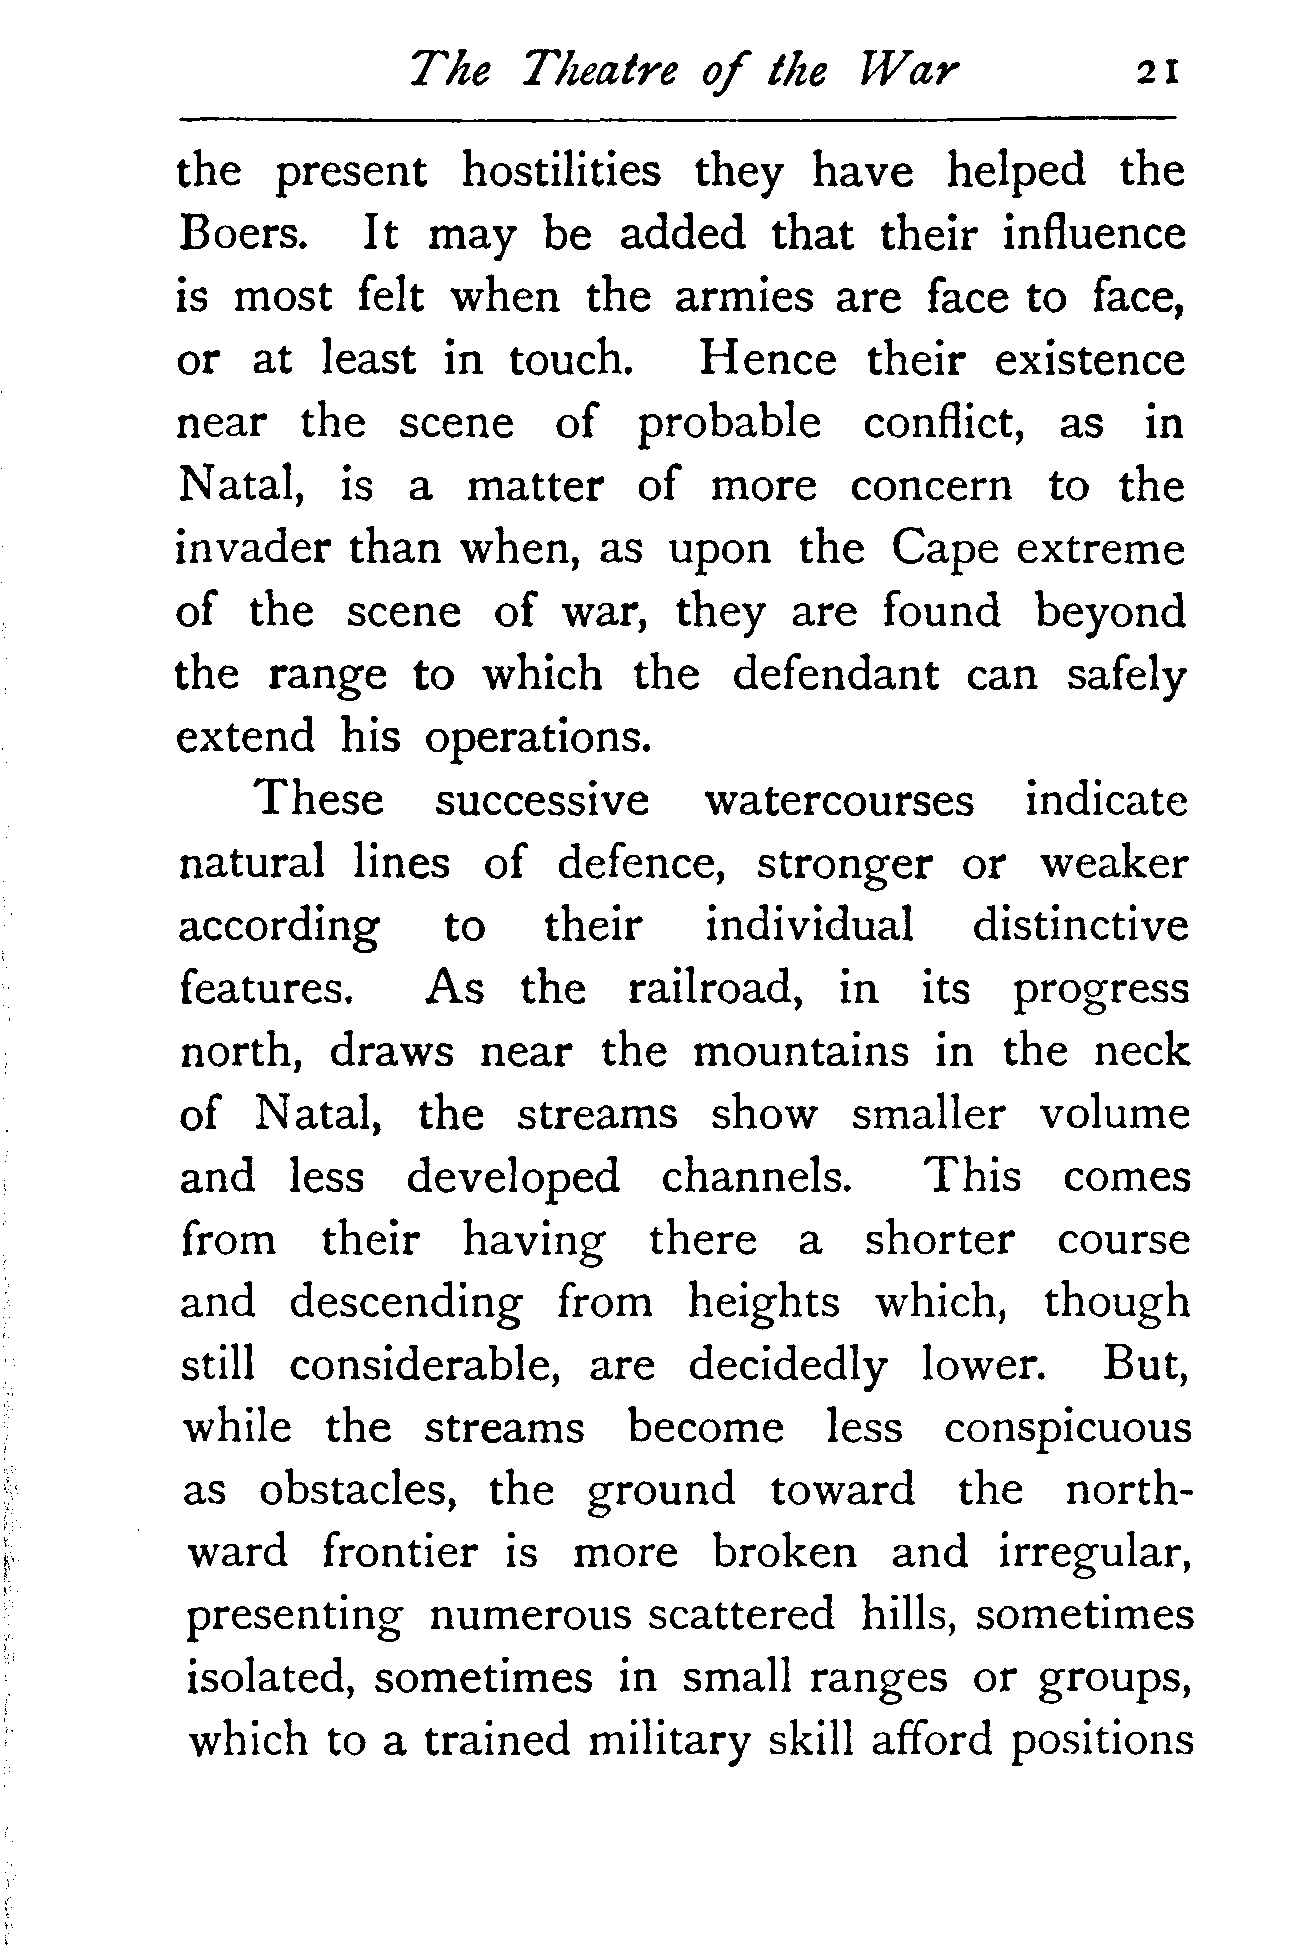 The Theatre of the War 21
the present hostilities they have helped the
Boers. It may be added that their influence
is most felt when the armies are face to face,
or at least in touch. Hence their existence
near the scene of probable conflict, as in
Natal, is a matter of more concern to the
invader than when, as upon the Cape extreme
of the scene of war, they are found beyond
the range to which the defendant can safely
extend his operations.
These successive watercourses indicate
natural lines of defence, stronger or weaker
according to their individual distinctive
features. As the railroad, in its progress
north, draws near the mountains in the neck
of Natal, the streams show smaller volume
and less developed channels. This comes
from their having there a shorter course
and descending from heights which, though
still considerable, are decidedly lower. But,
while the streams become less conspicuous
as obstacles, the ground toward the north-
ward frontier is more broken and irregular,
presenting numerous scattered hills, sometimes
isolated, sometimes in small ranges or groups,
which to a trained military skill afford positions